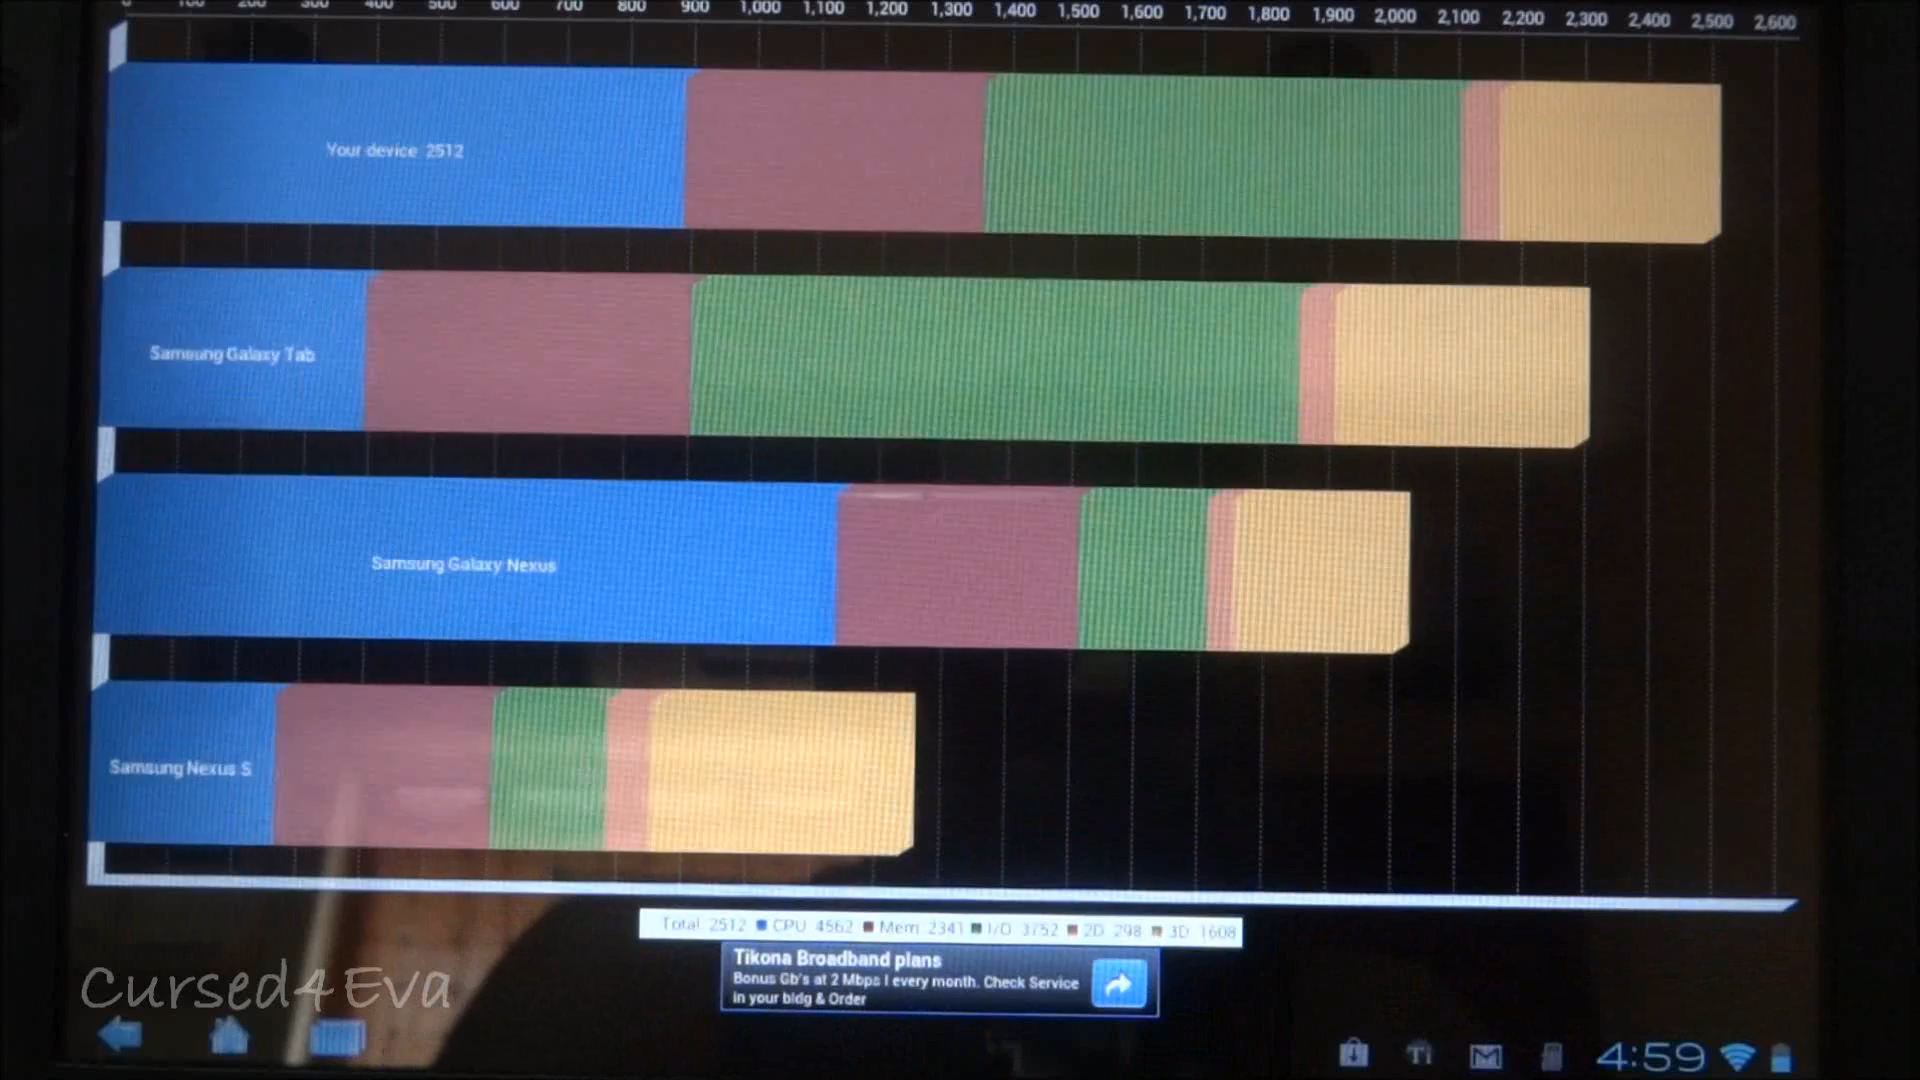 0 100 200 300 400 500 600 700 800 900 1,000 1,100 1,200 1,300 1,400 1,500 1,600 1,700 1,800 1,900 2,000 2,100 2,200 2,300 2,400 2,500 2,600
Your device 2512
Samsung Galaxy Tab
Samsung Galaxy Nexus
Samsung Nexus S
Total: 2512 CPU: 4562 Mem: 2341 I/O: 3752 2D: 298 3D: 1608
Tikona Broadband plans
Bonus Gb's at 2 Mbps I every month. Check Service
in your bldg & Order
Cursed4Eva
Ti
4:59